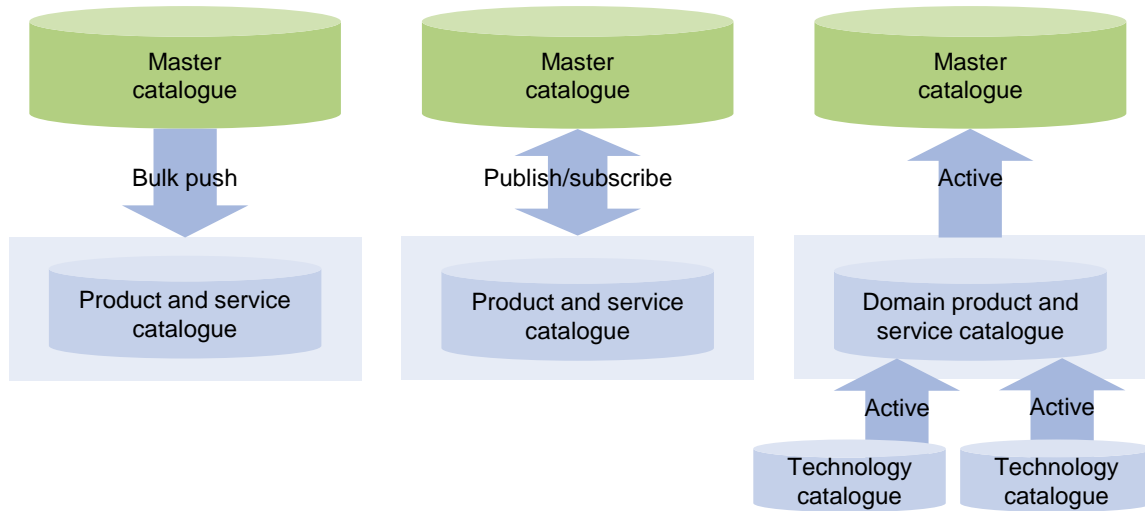 Master
catalogue
Bulk push
Product and service
catalogue
Master
catalogue
Publish/subscribe
Product and service
catalogue
Master
catalogue
Active
Domain product and
service catalogue
Active
Active
Technology
catalogue
Technology
catalogue